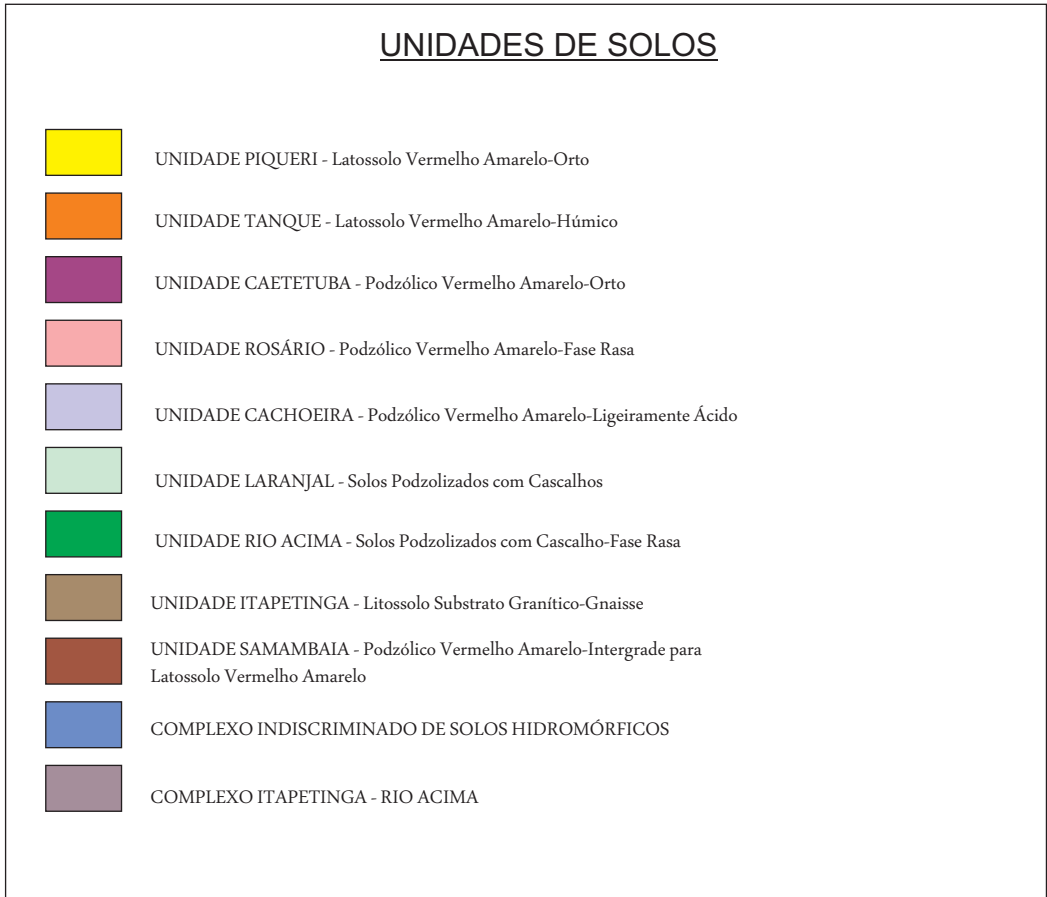 UNIDADES DE SOLOS
UNIDADE PIQUERI - Latossolo Vermelho Amarelo-Orto
UNIDADE TANQUE - Latossolo Vermelho Amarelo-Húmico
UNIDADE CAETETUBA - Podzólico Vermelho Amarelo-Orto
UNIDADE ROSÁRIO - Podzólico Vermelho Amarelo-Fase Rasa
UNIDADE CACHOEIRA - Podzólico Vermelho Amarelo-Ligeiramente Ácido
UNIDADE LARANJAL - Solos Podzolizados com Cascalhos
UNIDADE RIO ACIMA - Solos Podzolizados com Cascalho-Fase Rasa
UNIDADE ITAPETINGA - Litossolo Substrato Granítico-Gnaisse
UNIDADE SAMAMBAIA - Podzólico Vermelho Amarelo-Intergrade para
Latossolo Vermelho Amarelo
COMPLEXO INDISCRIMINADO DE SOLOS HIDROMÓRFICOS
COMPLEXO ITAPETINGA - RIO ACIMA